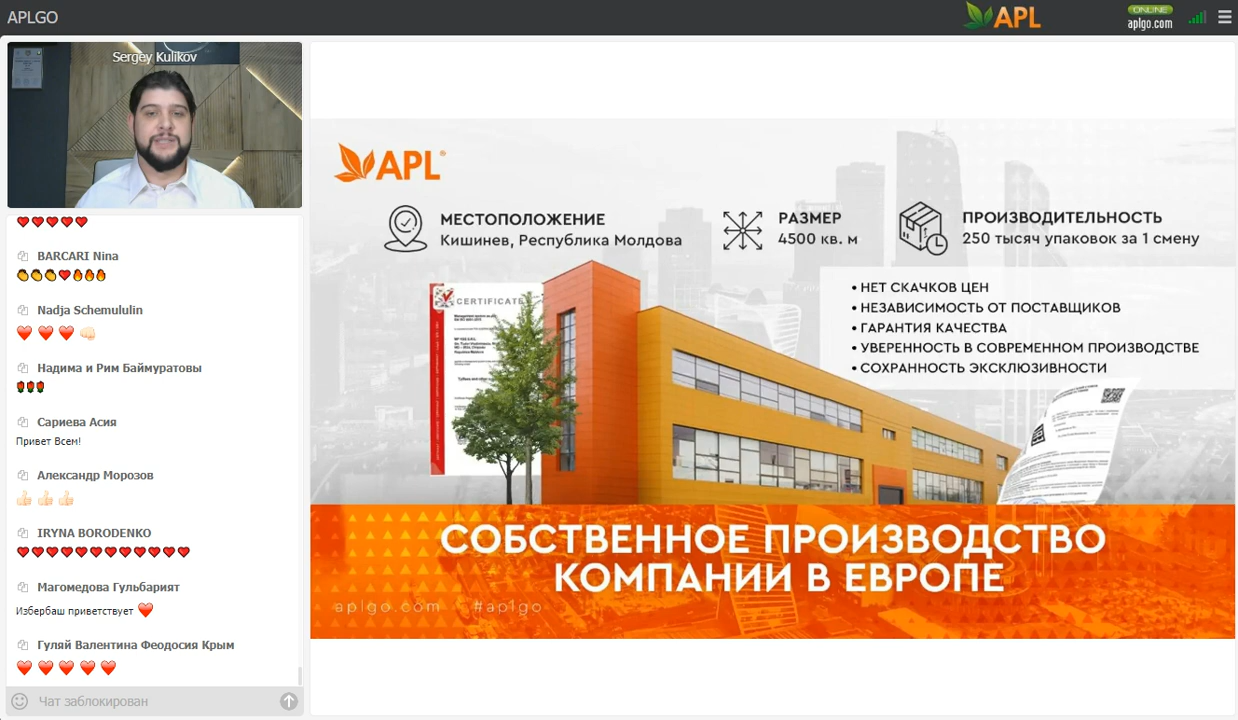 APLGO
APL
ONLINE
aplgo.com
Sergey Kulikov
BARCARI Nina
Nadja Schemululin
Надима и Рим Баймуратовы
Сариева Асия
Привет Всем!
Александр Морозов
IRYNA BORODENKO
Магомедова Гульбарият
Избербаш приветствует
Гуляй Валентина Феодосия Крым
Чат заблокирован
APL®
МЕСТОПОЛОЖЕНИЕ
Кишинев, Республика Молдова
РАЗМЕР
4500 кв. м
ПРОИЗВОДИТЕЛЬНОСТЬ
250 тысяч упаковок за 1 смену
• НЕТ СКАЧКОВ ЦЕН
• НЕЗАВИСИМОСТЬ ОТ ПОСТАВЩИКОВ
• ГАРАНТИЯ КАЧЕСТВА
• УВЕРЕННОСТЬ В СОВРЕМЕННОМ ПРОИЗВОДСТВЕ
• СОХРАННОСТЬ ЭКСКЛЮЗИВНОСТИ
CERTIFICATE
СОБСТВЕННОЕ ПРОИЗВОДСТВО
КОМПАНИИ В ЕВРОПЕ
aplgo.com #aplgo